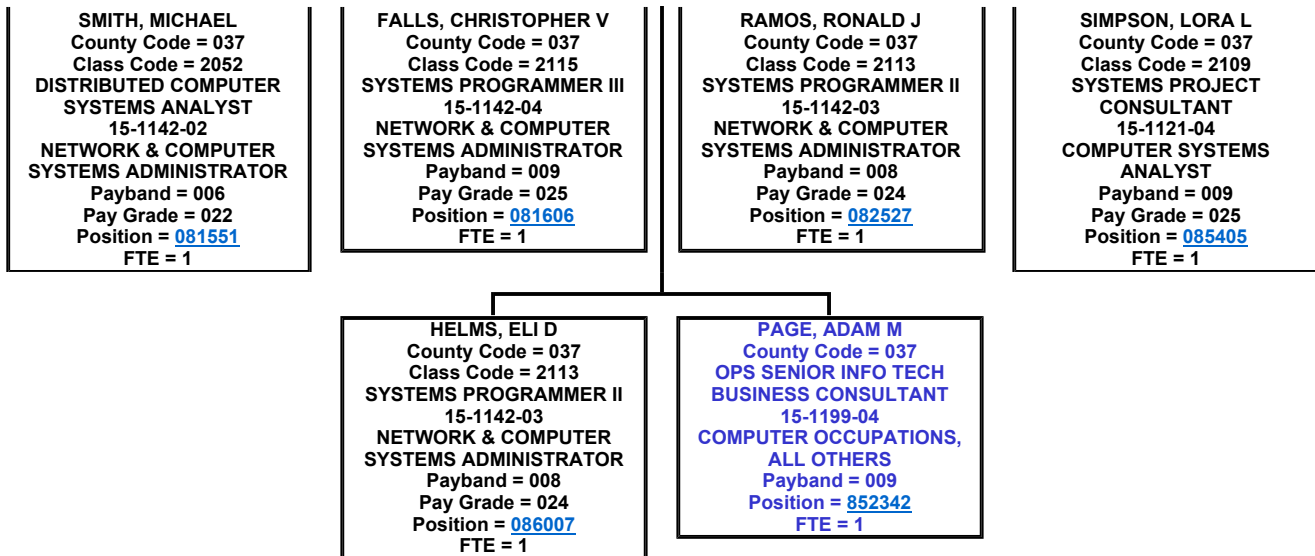 SMITH, MICHAEL
County Code = 037
Class Code = 2052
DISTRIBUTED COMPUTER
SYSTEMS ANALYST
15-1142-02
NETWORK & COMPUTER
SYSTEMS ADMINISTRATOR
Payband = 006
Pay Grade = 022
Position = 081551
FTE = 1
FALLS, CHRISTOPHER V
County Code = 037
Class Code = 2115
SYSTEMS PROGRAMMER III
15-1142-04
NETWORK & COMPUTER
SYSTEMS ADMINISTRATOR
Payband = 009
Pay Grade = 025
Position = 081606
FTE = 1
RAMOS, RONALD J
County Code = 037
Class Code = 2113
SYSTEMS PROGRAMMER II
15-1142-03
NETWORK & COMPUTER
SYSTEMS ADMINISTRATOR
Payband = 008
Pay Grade = 024
Position = 082527
FTE = 1
SIMPSON, LORA L
County Code = 037
Class Code = 2109
SYSTEMS PROJECT
CONSULTANT
15-1121-04
COMPUTER SYSTEMS
ANALYST
Payband = 009
Pay Grade = 025
Position = 085405
FTE = 1
HELMS, ELI D
County Code = 037
Class Code = 2113
SYSTEMS PROGRAMMER II
15-1142-03
NETWORK & COMPUTER
SYSTEMS ADMINISTRATOR
Payband = 008
Pay Grade = 024
Position = 086007
FTE = 1
PAGE, ADAM M
County Code = 037
OPS SENIOR INFO TECH
BUSINESS CONSULTANT
15-1199-04
COMPUTER OCCUPATIONS,
ALL OTHERS
Payband = 009
Position = 852342
FTE = 1